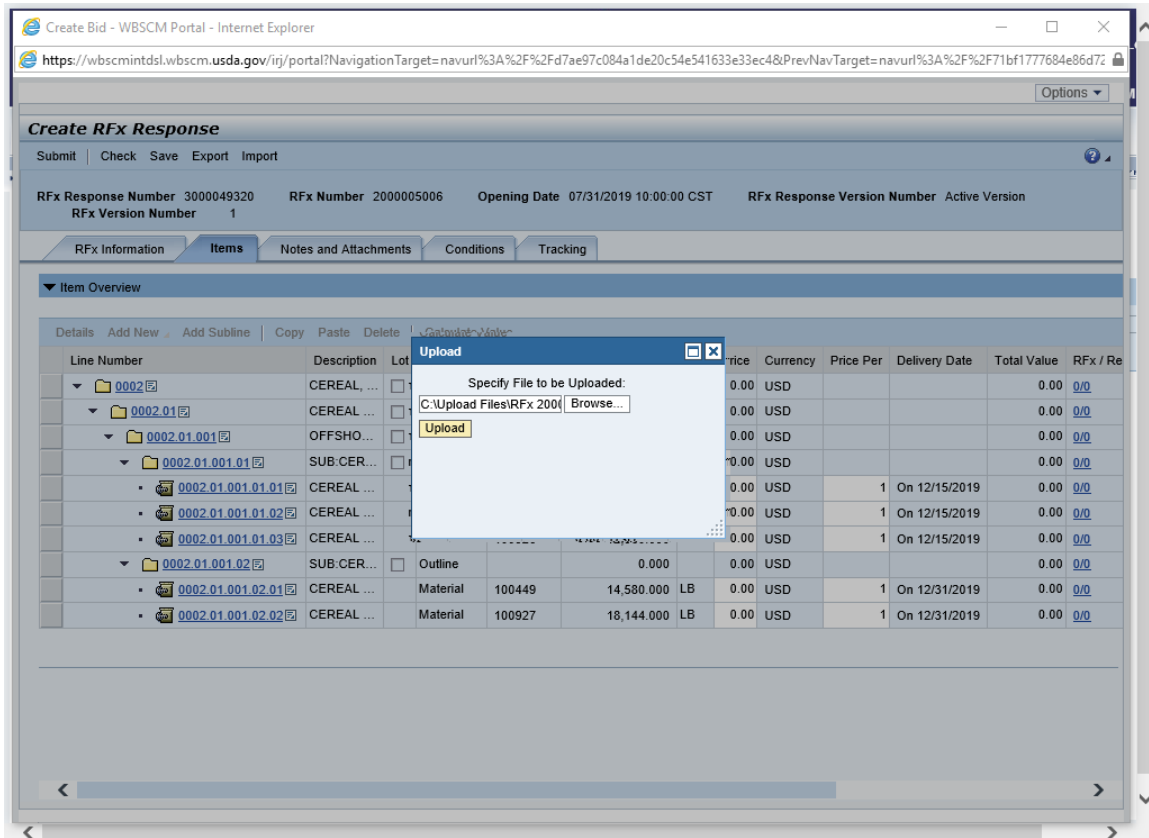 Create Bid - WBSCM Portal - Internet Explorer
https://wbscmintdsl.wbscm.usda.gov/irj/portal?NavigationTarget=navurl%3A%2F%2Fd7ae97c084a1de20c54e541633e33ec4&PrevNavTarget=navurl%3A%2F%2F71bf1777684e86d72
Options
Create RFx Response
Submit Check Save Export Import
RFx Response Number 3000049320 RFx Number 2000005006 Opening Date 07/31/2019 10:00:00 CST RFx Response Version Number Active Version
RFx Version Number 1
RFx Information Items Notes and Attachments Conditions Tracking
Item Overview
Details Add New Add Subline Copy Paste Delete
Line Number Description Lot Currency Price Per Delivery Date Total Value RFx / Re
Upload
Specify File to be Uploaded:
C:\Upload Files\RFx 200 Browse...
Upload
0002 CEREAL, ... 0.00 USD 0.00 0/0
0002.01 CEREAL ... 0.00 USD 0.00 0/0
0002.01.001 OFFSHO... 0.00 USD 0.00 0/0
0002.01.001.01 SUB:CER... 0.00 USD 0.00 0/0
0002.01.001.01.01 CEREAL ... 0.00 USD 1 On 12/15/2019 0.00 0/0
0002.01.001.01.02 CEREAL ... 0.00 USD 1 On 12/15/2019 0.00 0/0
0002.01.001.01.03 CEREAL ... 0.00 USD 1 On 12/15/2019 0.00 0/0
0002.01.001.02 SUB:CER... Outline 0.000 0.00 USD 0.00 0/0
0002.01.001.02.01 CEREAL ... Material 100449 14,580.000 LB 0.00 USD 1 On 12/31/2019 0.00 0/0
0002.01.001.02.02 CEREAL ... Material 100927 18,144.000 LB 0.00 USD 1 On 12/31/2019 0.00 0/0